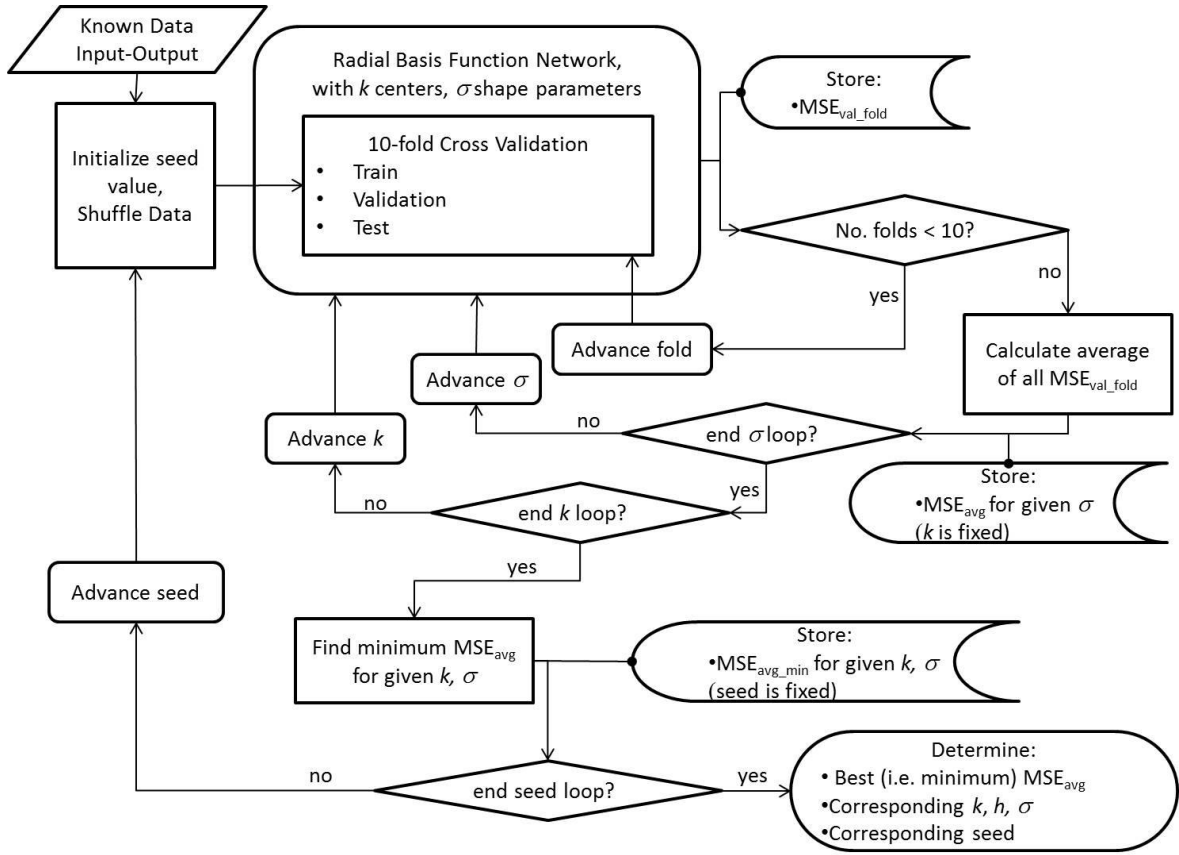 Known Data
Input-Output
Initialize seed
value,
Shuffle Data
Radial Basis Function Network,
with k centers, σ shape parameters
10-fold Cross Validation
• Train
• Validation
• Test
Store:
•MSEval_fold
No. folds < 10?
no
yes
Advance fold
Calculate average
of all MSEval_fold
Advance σ
no
end σ loop?
Store:
•MSEavg for given σ
(k is fixed)
yes
Advance k
no
end k loop?
yes
Advance seed
Find minimum MSEavg
for given k, σ
Store:
•MSEavg_min for given k, σ
(seed is fixed)
no
end seed loop?
yes
Determine:
• Best (i.e. minimum) MSEavg
•Corresponding k, h, σ
•Corresponding seed